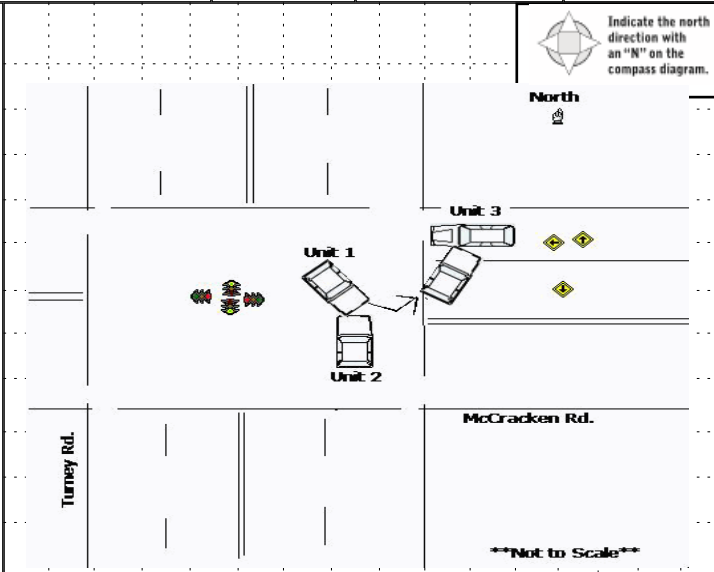 Indicate the north
direction with
an “N” on the
compass diagram.
North
Unit 3
Unit 1
Unit 2
McCracken Rd.
Turney Rd.
**Not to Scale**